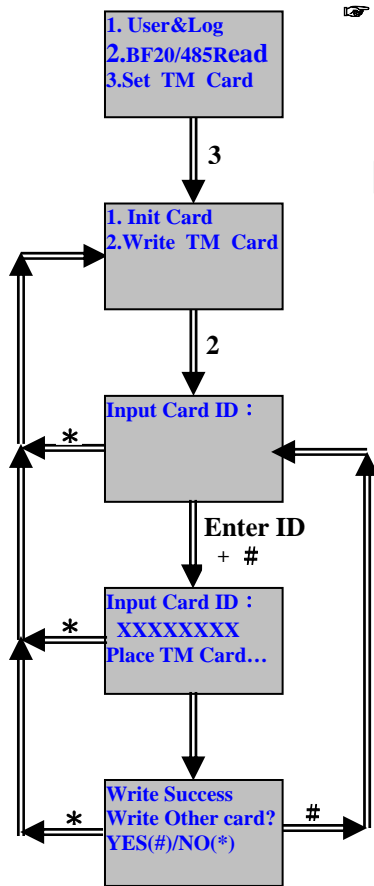 1. User&Log
2.BF20/485Read
3.Set TM Card
3
1. Init Card
2.Write TM Card
2
Input Card ID：
*
Enter ID
+ #
Input Card ID：
XXXXXXXX
Place TM Card…
*
Write Success
Write Other card?
YES(#)/NO(*)
*
#